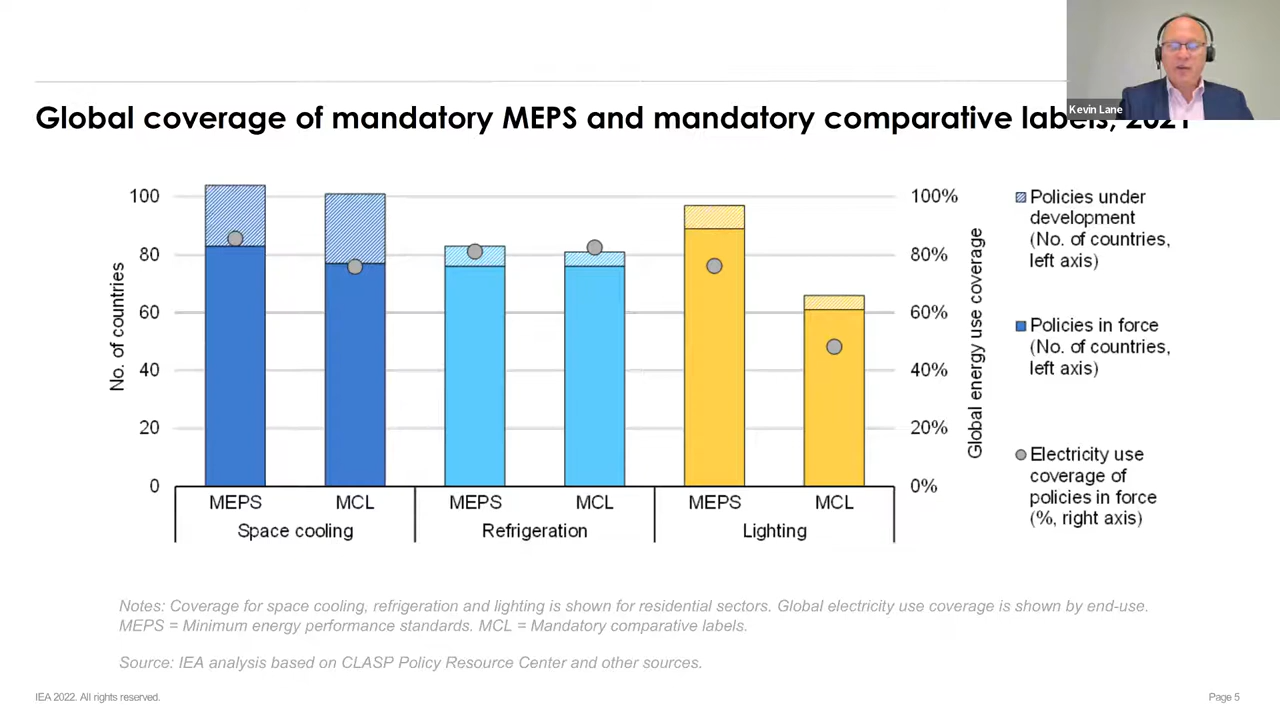 Kevin Lane
Global coverage of mandatory MEPS and mandatory comparative labels, 2021
100
80
60
40
20
0
No. of countries
100%
80%
60%
40%
20%
0%
Global energy use coverage
MEPS
MCL
MEPS
MCL
MEPS
MCL
Space cooling
Refrigeration
Lighting
Policies under
development
(No. of countries,
left axis)
Policies in force
(No. of countries,
left axis)
Electricity use
coverage of
policies in force
(%, right axis)
Notes: Coverage for space cooling, refrigeration and lighting is shown for residential sectors. Global electricity use coverage is shown by end-use.
MEPS = Minimum energy performance standards. MCL = Mandatory comparative labels.
Source: IEA analysis based on CLASP Policy Resource Center and other sources.
IEA 2022. All rights reserved.
Page 5